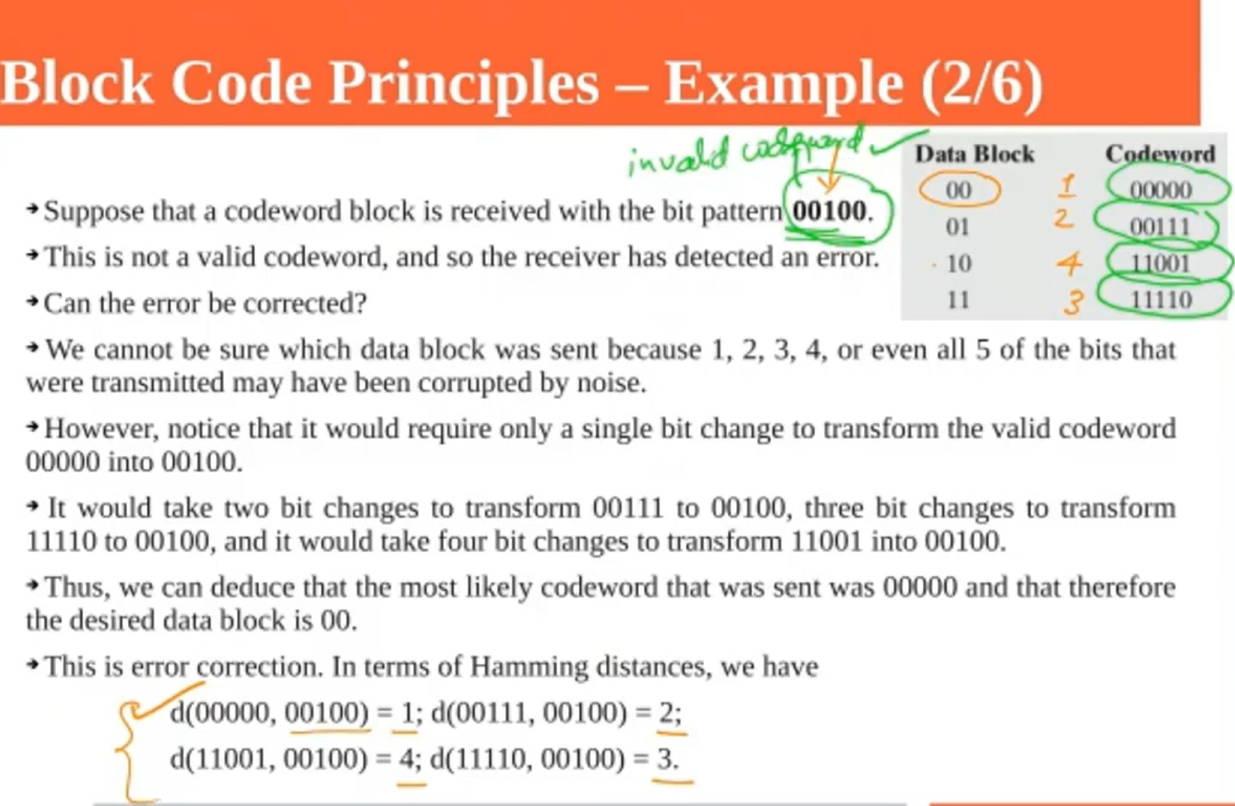 Block Code Principles – Example (2/6)
invalid codeword ✓
Data Block Codeword
00 1 00000
01 2 00111
10 4 11001
11 3 11110
➔Suppose that a codeword block is received with the bit pattern 00100.
➔This is not a valid codeword, and so the receiver has detected an error.
➔Can the error be corrected?
➔We cannot be sure which data block was sent because 1, 2, 3, 4, or even all 5 of the bits that
were transmitted may have been corrupted by noise.
➔However, notice that it would require only a single bit change to transform the valid codeword
00000 into 00100.
➔It would take two bit changes to transform 00111 to 00100, three bit changes to transform
11110 to 00100, and it would take four bit changes to transform 11001 into 00100.
➔Thus, we can deduce that the most likely codeword that was sent was 00000 and that therefore
the desired data block is 00.
➔This is error correction. In terms of Hamming distances, we have
d(00000, 00100) = 1; d(00111, 00100) = 2;
d(11001, 00100) = 4; d(11110, 00100) = 3.